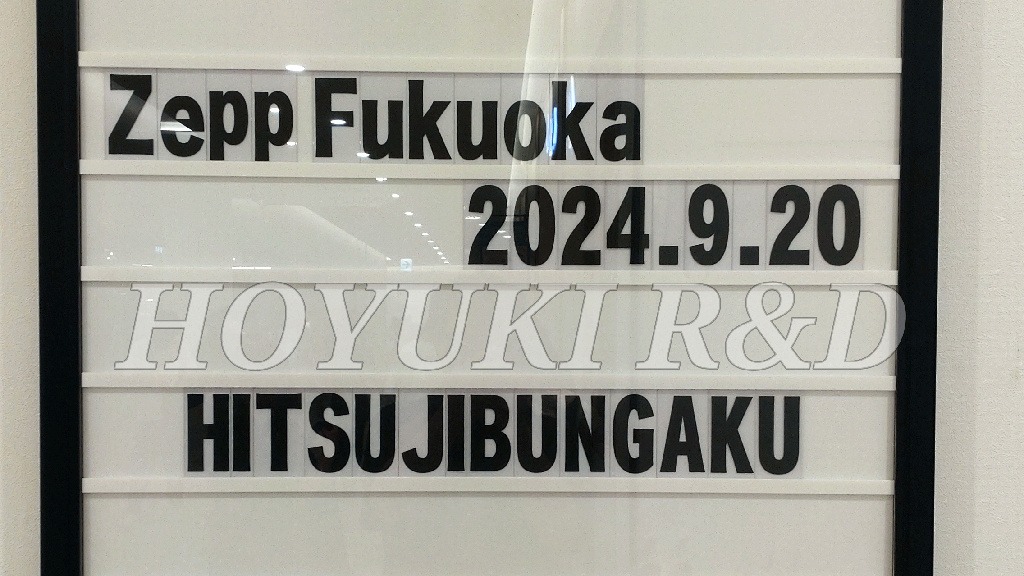 Zepp Fukuoka
2024.9.20
HOYUKI R&D
HITSUJIBUNGAKU